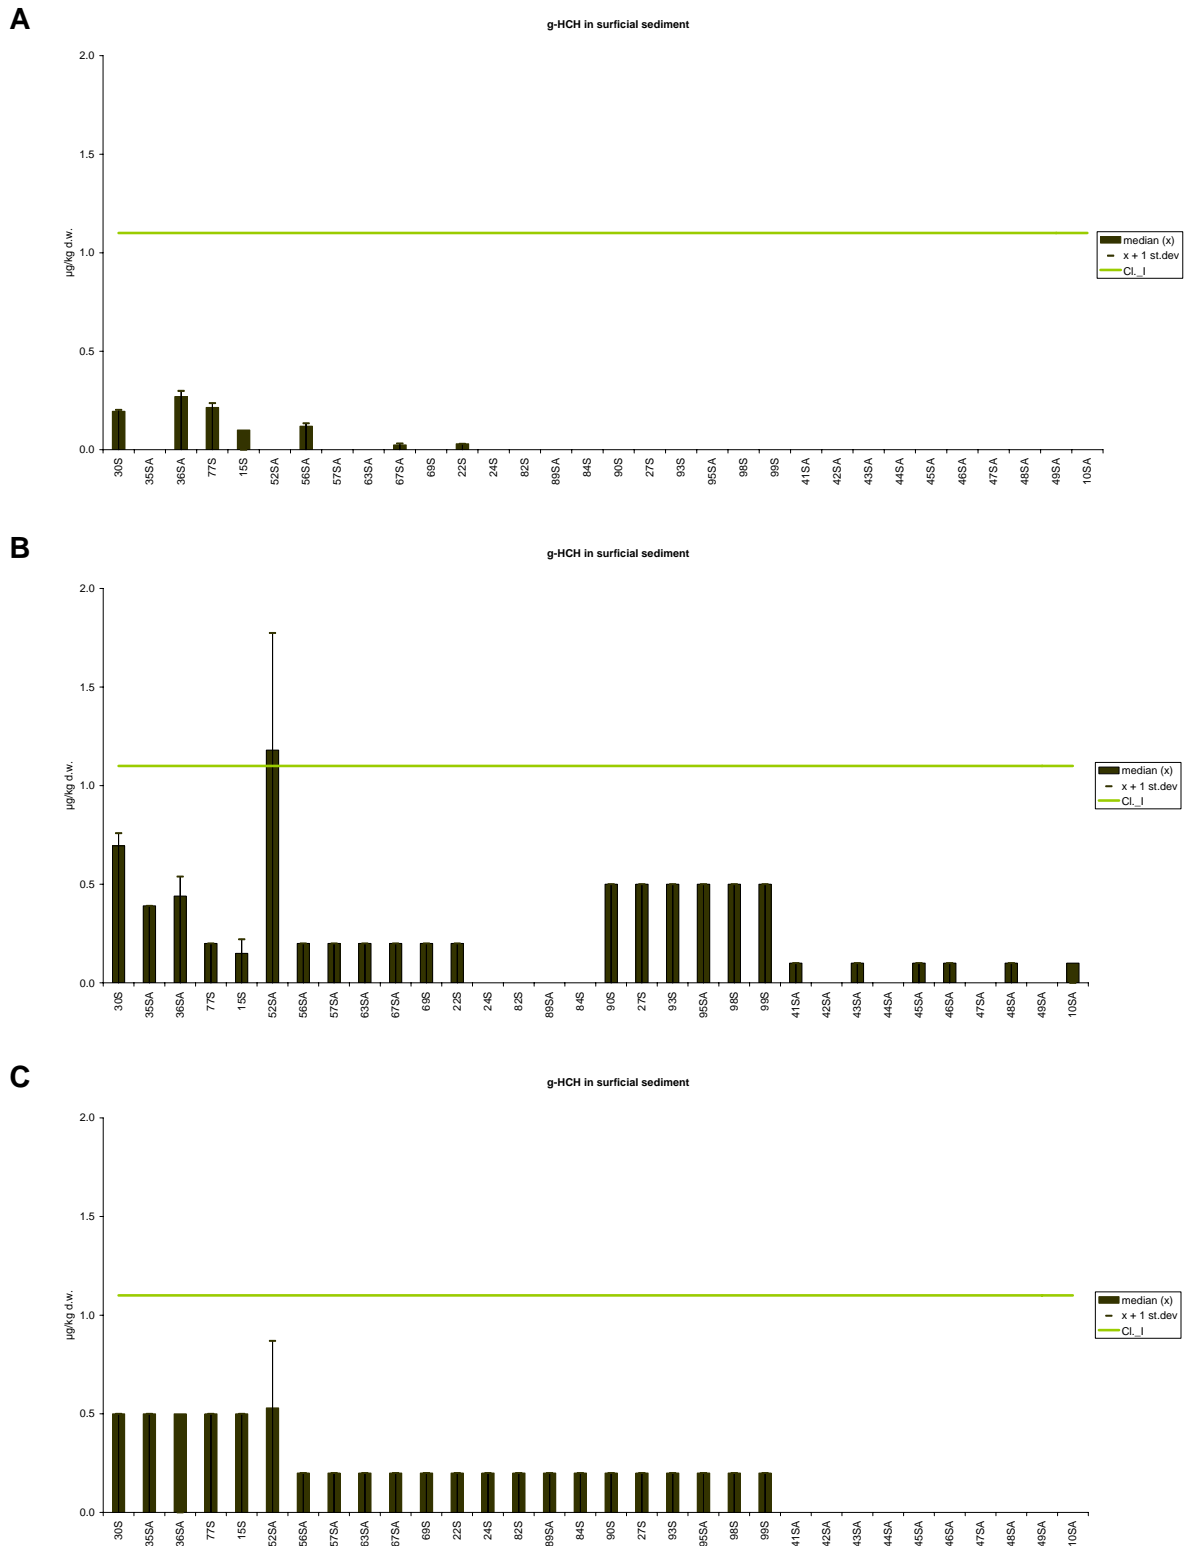 A
g-HCH in surficial sediment
2.0
1.5
1.0
0.5
0.0
µg/kg d.w.
30S 35SA 36SA 77S 15S 52SA 56SA 57SA 63SA 67SA 69S 22S 24S 82S 89SA 84S 90S 27S 93S 95SA 98S 99S 41SA 42SA 43SA 44SA 45SA 46SA 47SA 48SA 49SA 10SA
median (x)
x + 1 st.dev
Cl._I
B
g-HCH in surficial sediment
2.0
1.5
1.0
0.5
0.0
µg/kg d.w.
30S 35SA 36SA 77S 15S 52SA 56SA 57SA 63SA 67SA 69S 22S 24S 82S 89SA 84S 90S 27S 93S 95SA 98S 99S 41SA 42SA 43SA 44SA 45SA 46SA 47SA 48SA 49SA 10SA
median (x)
x + 1 st.dev
Cl._I
C
g-HCH in surficial sediment
2.0
1.5
1.0
0.5
0.0
µg/kg d.w.
30S 35SA 36SA 77S 15S 52SA 56SA 57SA 63SA 67SA 69S 22S 24S 82S 89SA 84S 90S 27S 93S 95SA 98S 99S 41SA 42SA 43SA 44SA 45SA 46SA 47SA 48SA 49SA 10SA
median (x)
x + 1 st.dev
Cl._I